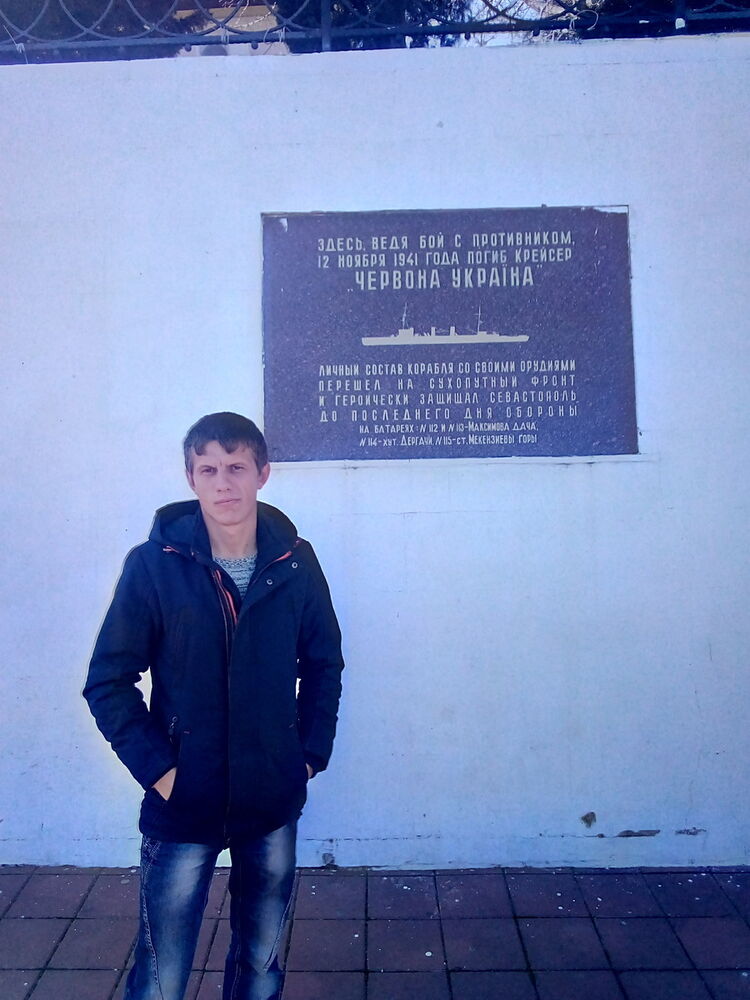 ЗДЕСЬ, ВЕДЯ БОЙ С ПРОТИВНИКОМ,
12 НОЯБРЯ 1941 ГОДА ПОГИБ КРЕЙСЕР
„ЧЕРВОНА УКРАЇНА"
ЛИЧНЫЙ СОСТАВ КОРАБЛЯ СО СВОИМИ ОРУДИЯМИ
ПЕРЕШЕЛ НА СУХОПУТНЫЙ ФРОНТ
И ГЕРОИЧЕСКИ ЗАЩИЩАЛ СЕВАСТОПОЛЬ
ДО ПОСЛЕДНЕГО ДНЯ ОБОРОНЫ
НА БАТАРЕЯХ: №112 И №113-МАКСИМОВА ДАЧА,
№114-ХУТ. ДЕРГАЧИ, №115-СТ. МЕКЕНЗИЕВЫ ГОРЫ